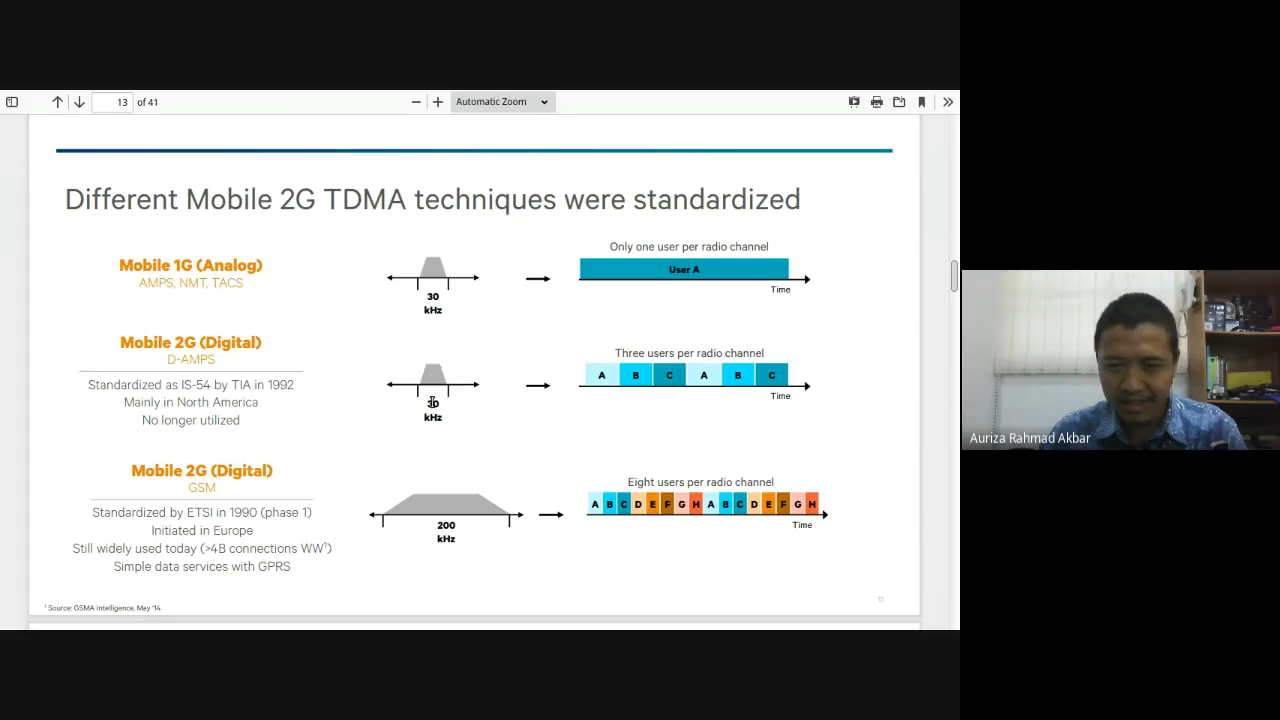 13 of 41
Automatic Zoom
Different Mobile 2G TDMA techniques were standardized
Mobile 1G (Analog)
AMPS, NMT, TACS
30
kHz
Only one user per radio channel
User A
Time
Mobile 2G (Digital)
D-AMPS
Standardized as IS-54 by TIA in 1992
Mainly in North America
No longer utilized
30
kHz
Three users per radio channel
A B C A B C
Time
Mobile 2G (Digital)
GSM
Standardized by ETSI in 1990 (phase 1)
Initiated in Europe
Still widely used today (>4B connections WW¹)
Simple data services with GPRS
200
kHz
Eight users per radio channel
A B C D E F G H A B C D E F G H
Time
¹ Source: GSMA Intelligence, May '14
13
Auriza Rahmad Akbar